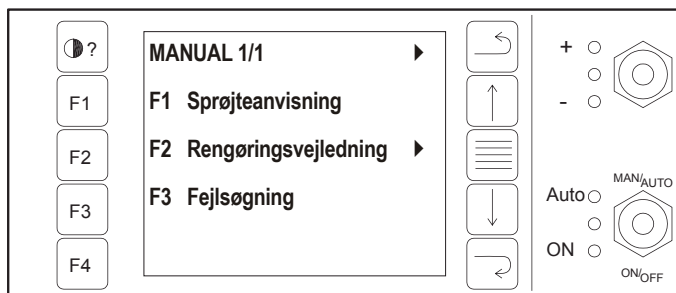 ?
F1
F2
F3
F4
MANUAL 1/1
F1 Sprøjteanvisning
F2 Rengøringsvejledning
F3 Fejlsøgning
+
-
MAN/AUTO
Auto
ON
ON/OFF